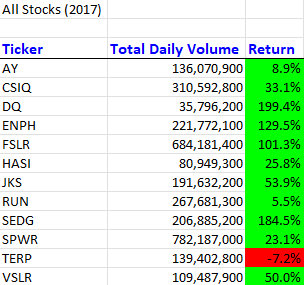 All Stocks (2017)
Ticker Total Daily Volume Return
AY 136,070,900 8.9%
CSIQ 310,592,800 33.1%
DQ 35,796,200 199.4%
ENPH 221,772,100 129.5%
FSLR 684,181,400 101.3%
HASI 80,949,300 25.8%
JKS 191,632,200 53.9%
RUN 267,681,300 5.5%
SEDG 206,885,200 184.5%
SPWR 782,187,000 23.1%
TERP 139,402,800 -7.2%
VSLR 109,487,900 50.0%